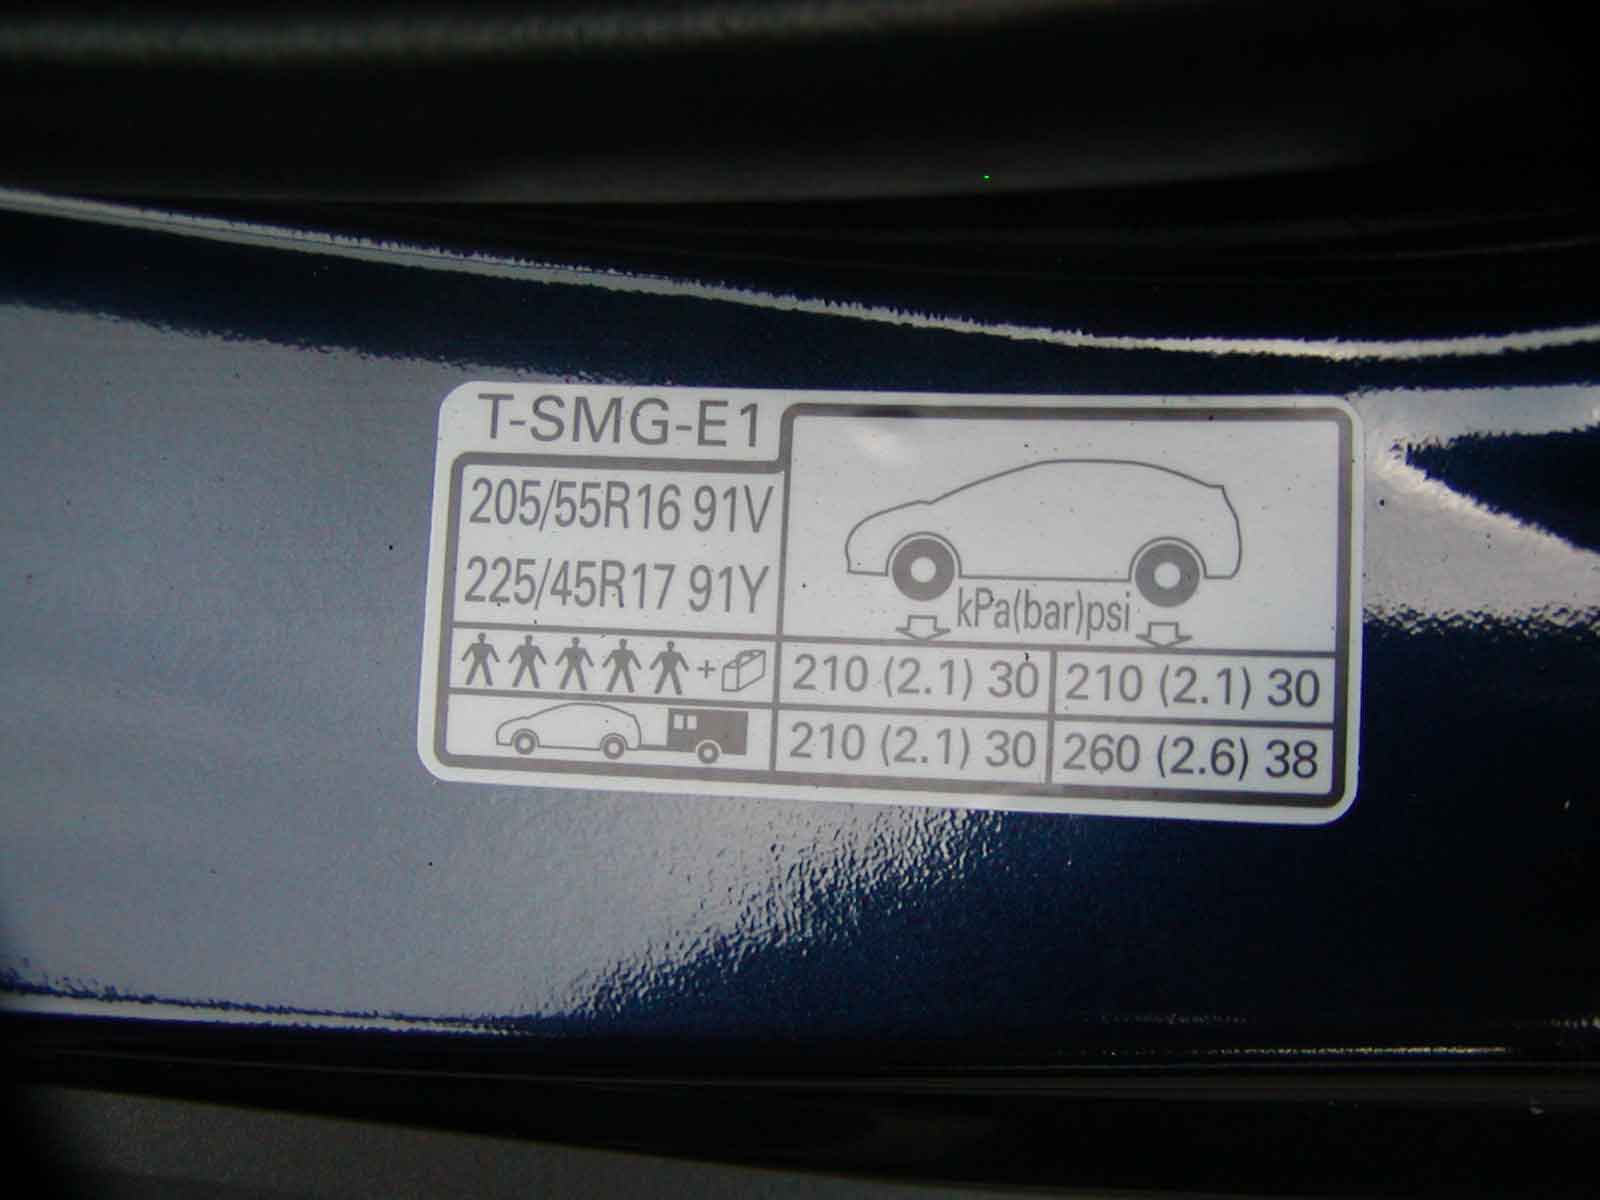 T-SMG-E1
205/55R16 91V
225/45R17 91Y
kPa(bar)psi
+ 210 (2.1) 30 210 (2.1) 30
210 (2.1) 30 260 (2.6) 38